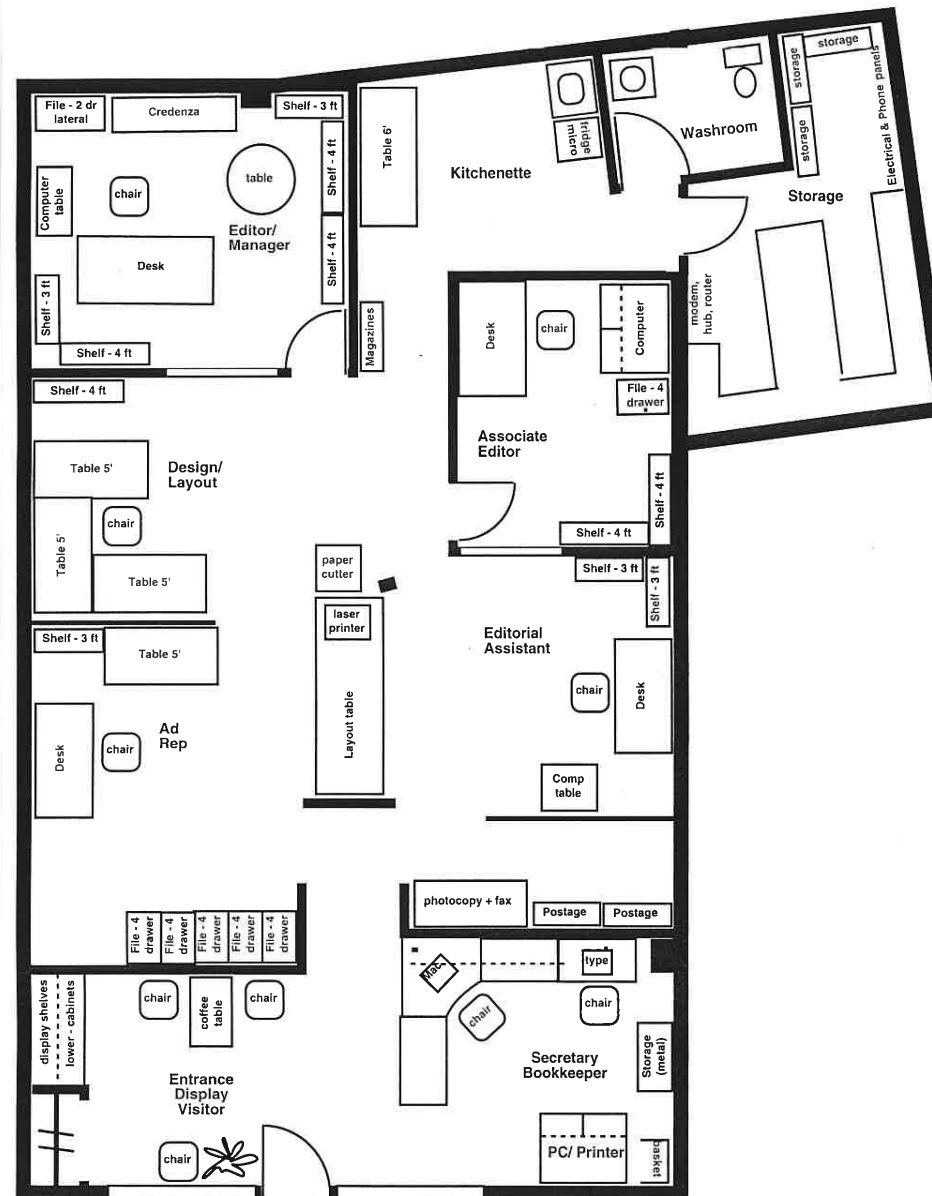 storage
storage
storage
Electrical & Phone panels
Storage
Washroom
Kitchenette
fridge
micro
Table 6'
File - 2 dr
lateral
Credenza
Shelf - 3 ft
Shelf - 4 ft
Computer
table
chair
table
Editor/
Manager
Desk
Shelf - 4 ft
Shelf - 3 ft
Shelf - 4 ft
Magazines
modem,
hub, router
Desk
chair
Computer
File - 4
drawer
Associate
Editor
Shelf - 4 ft
Shelf - 4 ft
Shelf - 4 ft
Table 5'
Design/
Layout
chair
Table 5'
Table 5'
paper
cutter
laser
printer
Layout table
Shelf - 3 ft
Shelf - 3 ft
Editorial
Assistant
chair
Desk
Comp
table
Shelf - 3 ft
Table 5'
Ad
Rep
Desk
chair
File - 4
drawer
File - 4
drawer
File - 4
drawer
File - 4
drawer
File - 4
drawer
photocopy + fax
Postage
Postage
display shelves
lower - cabinets
chair
coffee
table
chair
Entrance
Display
Visitor
chair
Mac
type
chair
chair
Secretary
Bookkeeper
Storage
(metal)
PC/ Printer
basket